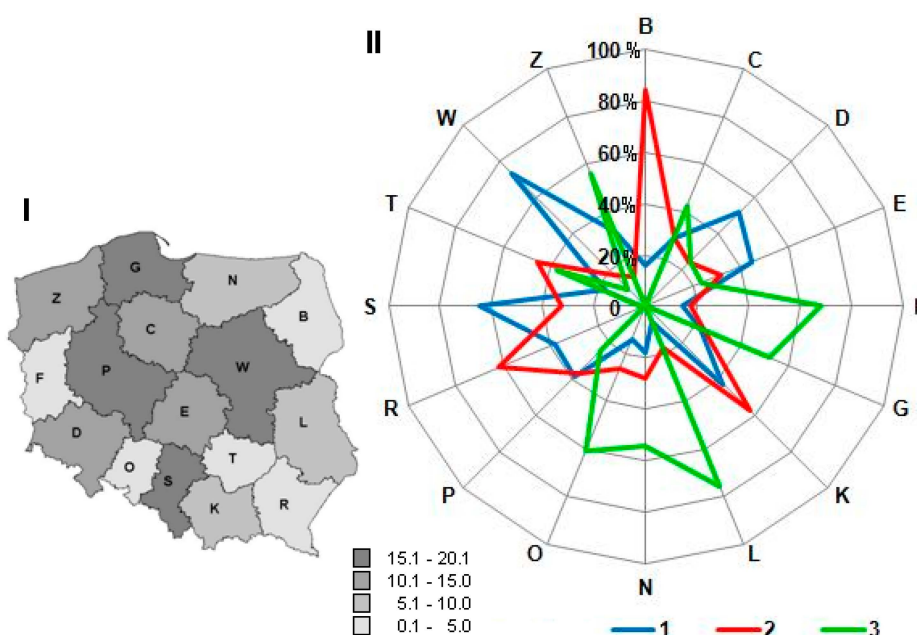 I
G
N
Z
B
C
P
W
F
E
L
D
O
S
T
K
R
15.1 - 20.1
10.1 - 15.0
5.1 - 10.0
0.1 - 5.0
II
B
C
D
E
G
K
L
N
O
P
R
S
T
W
Z
100 %
80%
60%
40%
20%
0
1
2
3